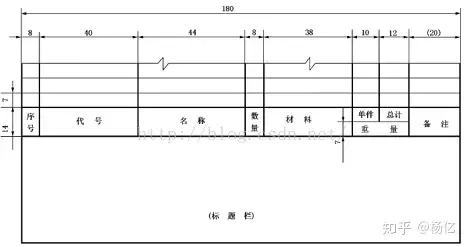 180
8 40 44 8 38 10 12 (20)
7
14
序号 代号 名称 数量 材料 单件 总计 备注
重量
7
http://blog.csdn.net/
(标题栏)
知乎 @杨亿